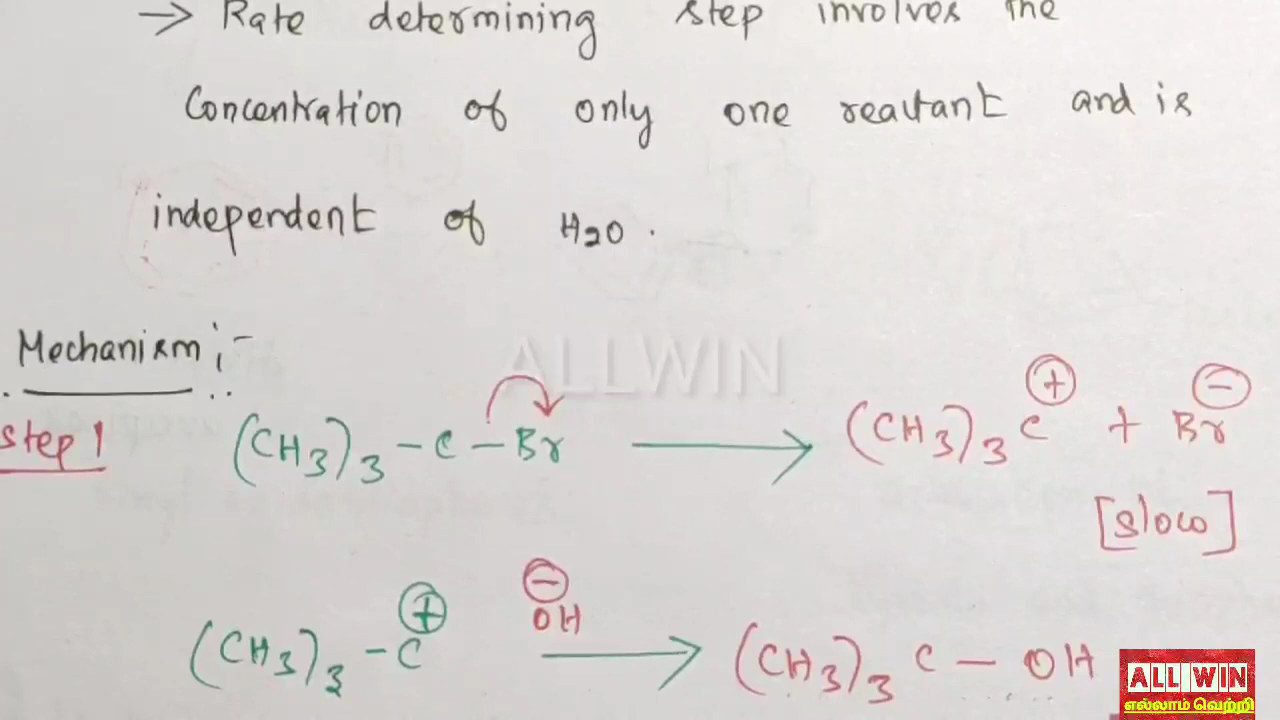 → Rate determining step involves the
Concentration of only one reactant and is
independent of H2O .
Mechanism ;-
ALLWIN
Step 1 (CH3)3 - C - Br ⟶ (CH3)3 C ⊕ + Br ⊖
[slow]
(CH3)3 - C ⊕ ⊖ OH ⟶ (CH3)3 C - OH
ALL WIN
எல்லாம் வெற்றி